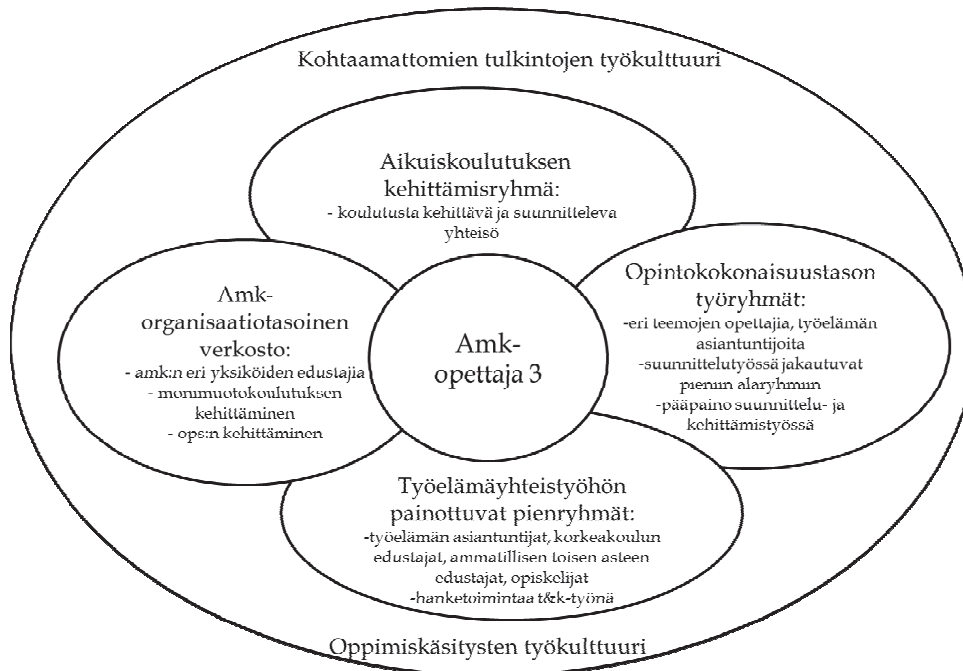 Kohtaamattomien tulkintojen työkulttuuri
Aikuiskoulutuksen
kehittämisryhmä:
- koulutusta kehittävä ja suunnitteleva
yhteisö
Amk-
organisaatiotasoinen
verkosto:
- amk:n eri yksiköiden edustajia
- monimuotokoulutuksen
kehittäminen
- ops:n kehittäminen
Amk-
opettaja 3
Opintokokonaisuustason
työryhmät:
-eri teemojen opettajia, työelämän
asiantuntijoita
-suunnittelutyössä jakautuvat
pieniin alaryhmiin
-pääpaino suunnittelu- ja
kehittämistyössä
Työelämäyhteistyöhön
painottuvat pienryhmät:
-työelämän asiantuntijat, korkeakoulun
edustajat, ammatillisen toisen asteen
edustajat, opiskelijat
-hanketoimintaa t&k-työnä
Oppimiskäsitysten työkulttuuri